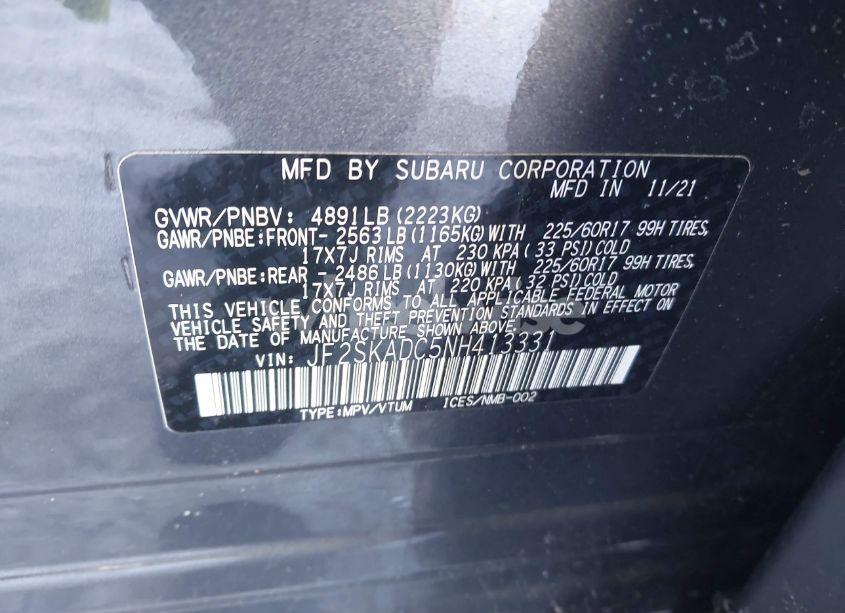 MFD BY SUBARU CORPORATION
MFD IN 11/21
GVWR/PNBV: 4891LB (2223KG)
GAWR/PNBE:FRONT- 2563 LB (1165KG) WITH 225/60R17 99H TIRES,
17X7J RIMS AT 230 KPA (33 PSI) COLD
GAWR/PNBE:REAR - 2486 LB (1130KG) WITH 225/60R17 99H TIRES,
17X7J RIMS AT 220 KPA (32 PSI) COLD
THIS VEHICLE CONFORMS TO ALL APPLICABLE FEDERAL MOTOR
VEHICLE SAFETY AND THEFT PREVENTION STANDARDS IN EFFECT ON
THE DATE OF MANUFACTURE SHOWN ABOVE.
VIN: JF2SKADC5NH413331
TYPE:MPV/VTUM ICES/NMB-002